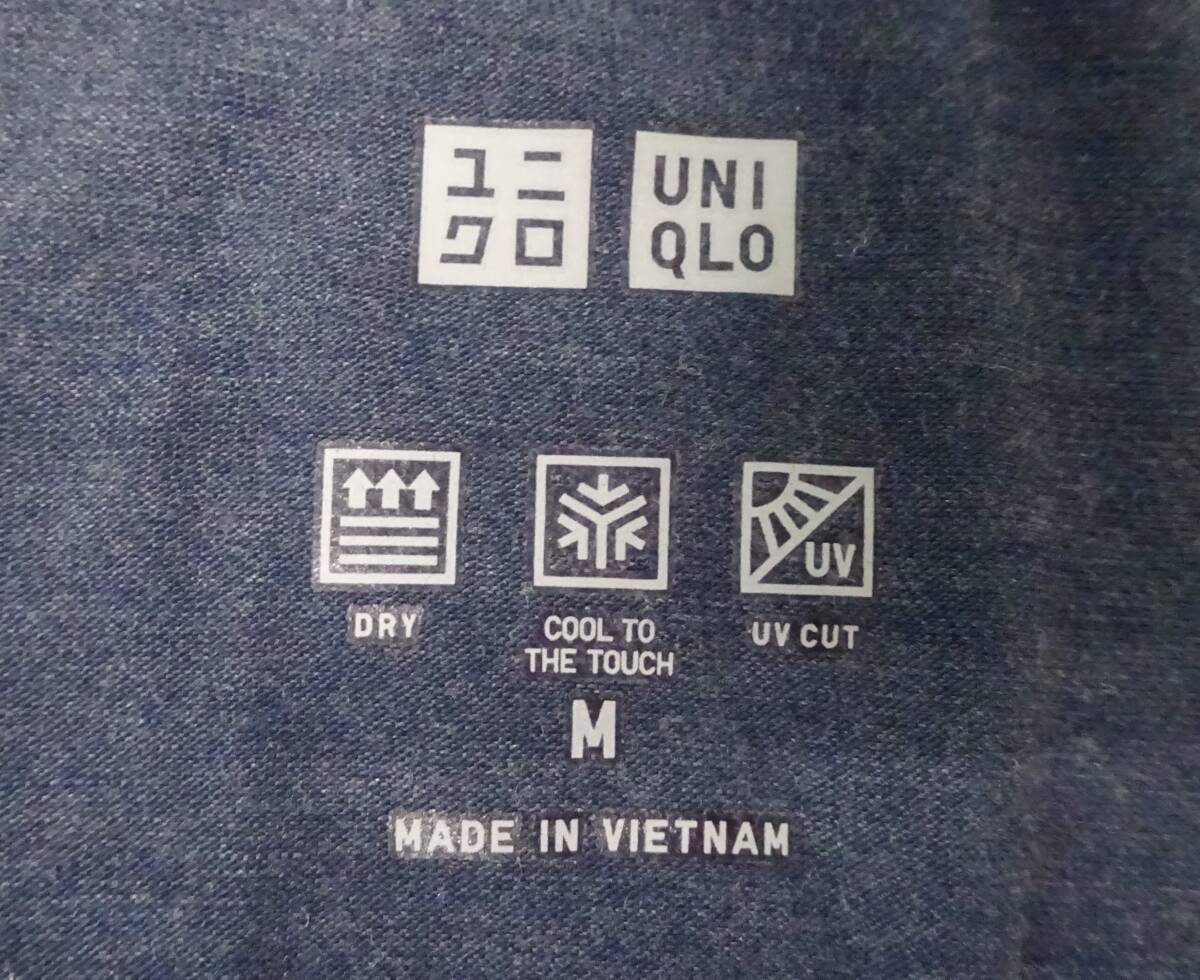 ユニ
クロ
UNI
QLO
UV
DRY
COOL TO
THE TOUCH
UV CUT
M
MADE IN VIETNAM